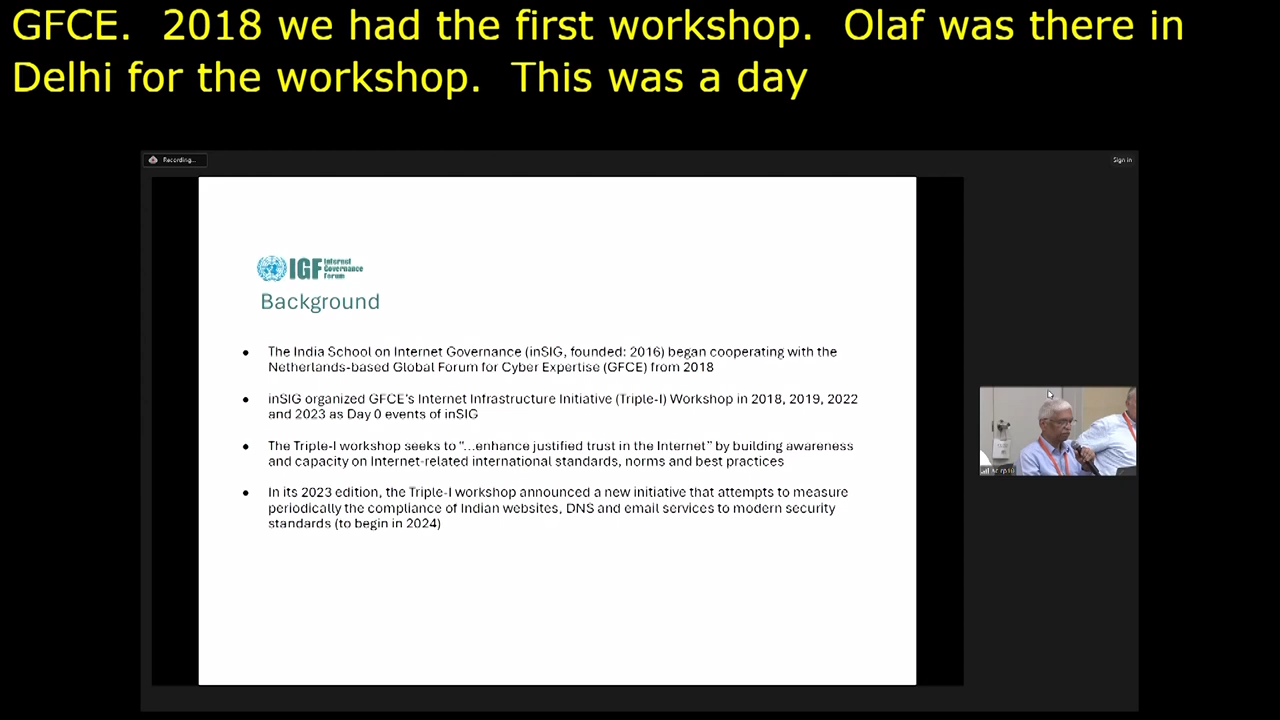 GFCE.  2018 we had the first workshop.  Olaf was there in
Delhi for the workshop.  This was a day
Recording...
Sign in
IGF Internet
Governance
Forum
Background
● The India School on Internet Governance (inSIG, founded: 2016) began cooperating with the
Netherlands-based Global Forum for Cyber Expertise (GFCE) from 2018
● inSIG organized GFCE's Internet Infrastructure Initiative (Triple-I) Workshop in 2018, 2019, 2022
and 2023 as Day 0 events of inSIG
● The Triple-I workshop seeks to "...enhance justified trust in the Internet" by building awareness
and capacity on Internet-related international standards, norms and best practices
● In its 2023 edition, the Triple-I workshop announced a new initiative that attempts to measure
periodically the compliance of Indian websites, DNS and email services to modern security
standards (to begin in 2024)